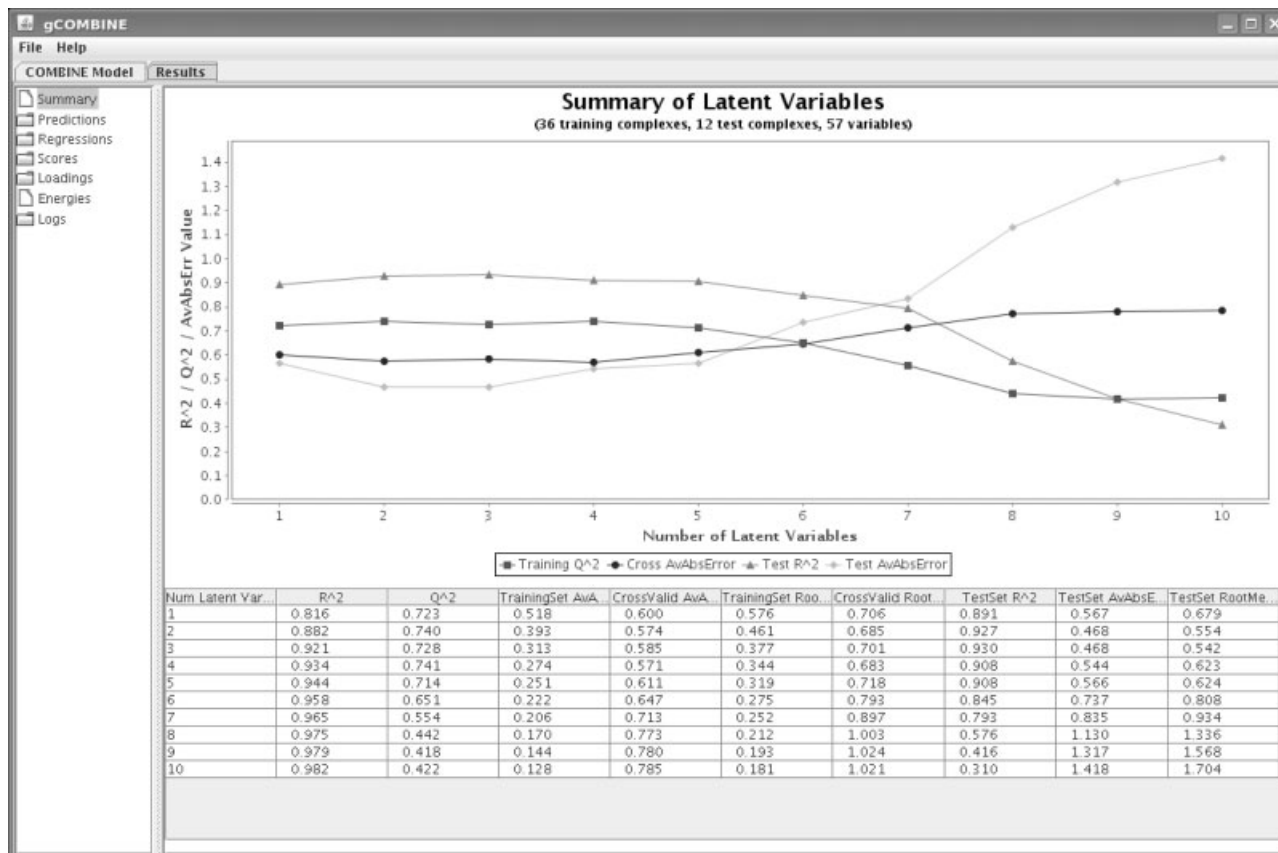 gCOMBINE
File Help
COMBINE Model Results
Summary
Predictions
Regressions
Scores
Loadings
Energies
Logs
Summary of Latent Variables
(36 training complexes, 12 test complexes, 57 variables)
R^2 / Q^2 / AvAbsErr Value
1.4
1.3
1.2
1.1
1.0
0.9
0.8
0.7
0.6
0.5
0.4
0.3
0.2
0.1
0.0
1 2 3 4 5 6 7 8 9 10
Number of Latent Variables
Training Q^2 Cross AvAbsError Test R^2 Test AvAbsError
Num Latent Var... R^2 Q^2 TrainingSet AvA... CrossValid AvA... TrainingSet Roo... CrossValid Root... TestSet R^2 TestSet AvAbsE... TestSet RootMe...
1 0.816 0.723 0.518 0.600 0.576 0.706 0.891 0.567 0.679
2 0.882 0.740 0.393 0.574 0.461 0.685 0.927 0.468 0.554
3 0.921 0.728 0.313 0.585 0.377 0.701 0.930 0.468 0.542
4 0.934 0.741 0.274 0.571 0.344 0.683 0.908 0.544 0.623
5 0.944 0.714 0.251 0.611 0.319 0.718 0.908 0.566 0.624
6 0.958 0.651 0.222 0.647 0.275 0.793 0.845 0.737 0.808
7 0.965 0.554 0.206 0.713 0.252 0.897 0.793 0.835 0.934
8 0.975 0.442 0.170 0.773 0.212 1.003 0.576 1.130 1.336
9 0.979 0.418 0.144 0.780 0.193 1.024 0.416 1.317 1.568
10 0.982 0.422 0.128 0.785 0.181 1.021 0.310 1.418 1.704